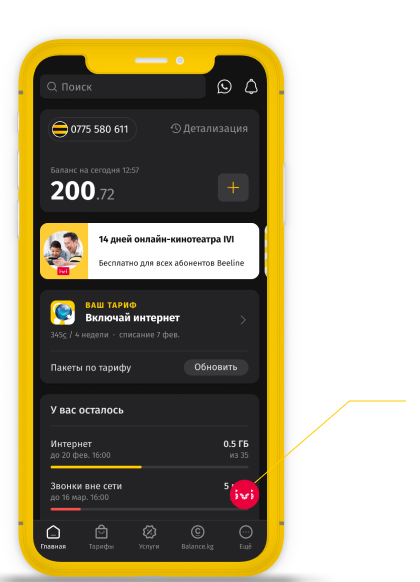 Поиск
0775 580 611
Детализация
Баланс на сегодня 12:57
200.72
14 дней онлайн-кинотеатра IVI
Бесплатно для всех абонентов Beeline
ivi
ВАШ ТАРИФ
Включай интернет
345с / 4 недели · списание 7 фев.
Пакеты по тарифу
Обновить
У вас осталось
Интернет
0.5 ГБ
до 20 фев. 16:00
из 35
Звонки вне сети
5
до 16 мар. 16:00
ivi
Главная
Тарифы
Услуги
Balance.kg
Ещё